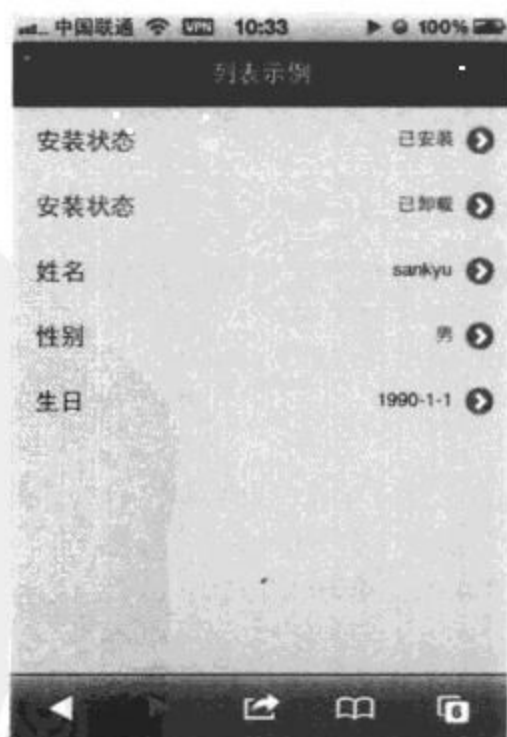 中国联通 VPN 10:33 100%
列表示例
安装状态 已安装
安装状态 已卸载
姓名 sankyu
性别 男
生日 1990-1-1
6